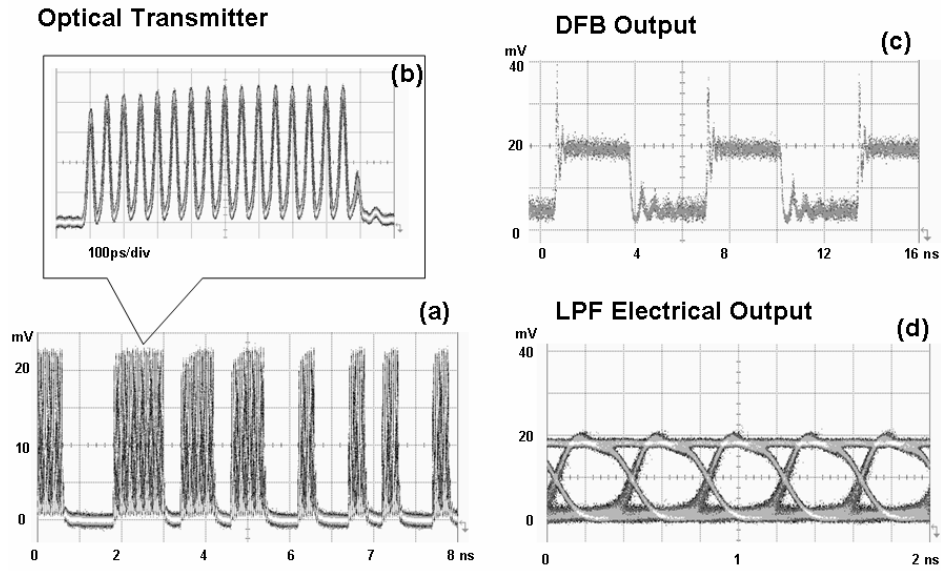 Optical Transmitter
(b)
100ps/div
(a)
mV
20
10
0
0 2 4 6 7 8 ns
DFB Output
(c)
mV
40
20
0
0 4 8 12 16 ns
LPF Electrical Output
(d)
mV
40
20
0
0 1 2 ns